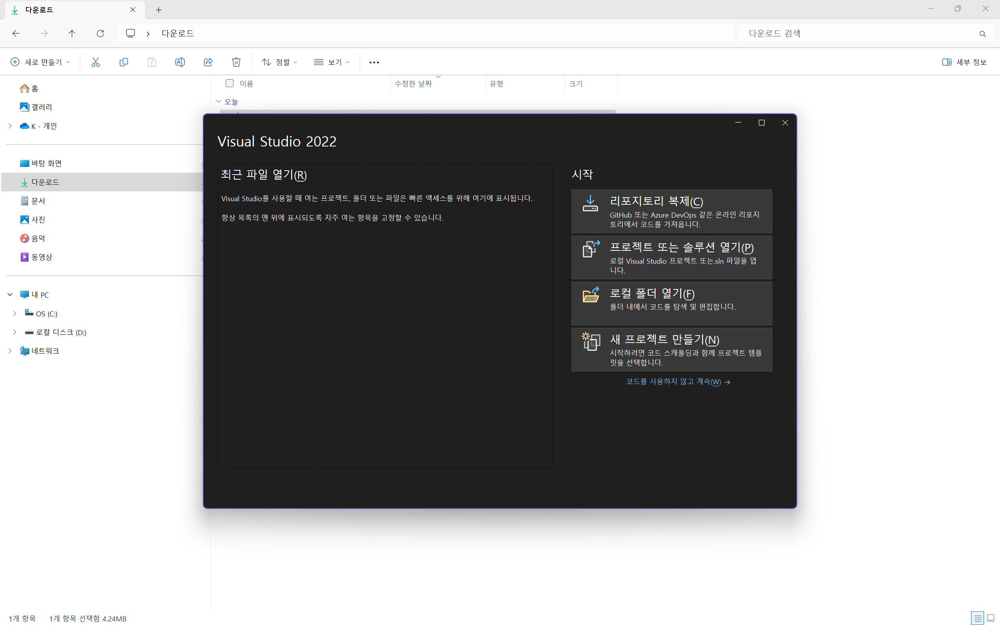 다운로드
다운로드
다운로드 검색
새로 만들기
정렬
보기
세부 정보
이름
수정한 날짜
유형
크기
오늘
홈
갤러리
K - 개인
바탕 화면
다운로드
문서
사진
음악
동영상
내 PC
OS (C:)
로컬 디스크 (D:)
네트워크
Visual Studio 2022
최근 파일 열기(R)
Visual Studio를 사용할 때 여는 프로젝트, 폴더 또는 파일은 빠른 액세스를 위해 여기에 표시됩니다.
항상 목록의 맨 위에 표시되도록 자주 여는 항목을 고정할 수 있습니다.
시작
리포지토리 복제(C)
GitHub 또는 Azure DevOps 같은 온라인 리포지
토리에서 코드를 가져옵니다.
프로젝트 또는 솔루션 열기(P)
로컬 Visual Studio 프로젝트 또는.sln 파일을 엽
니다.
로컬 폴더 열기(F)
폴더 내에서 코드를 탐색 및 편집합니다.
새 프로젝트 만들기(N)
시작하려면 코드 스캐폴딩과 함께 프로젝트 템플
릿을 선택합니다.
코드를 사용하지 않고 계속(W)
1개 항목
1개 항목 선택함 4.24MB